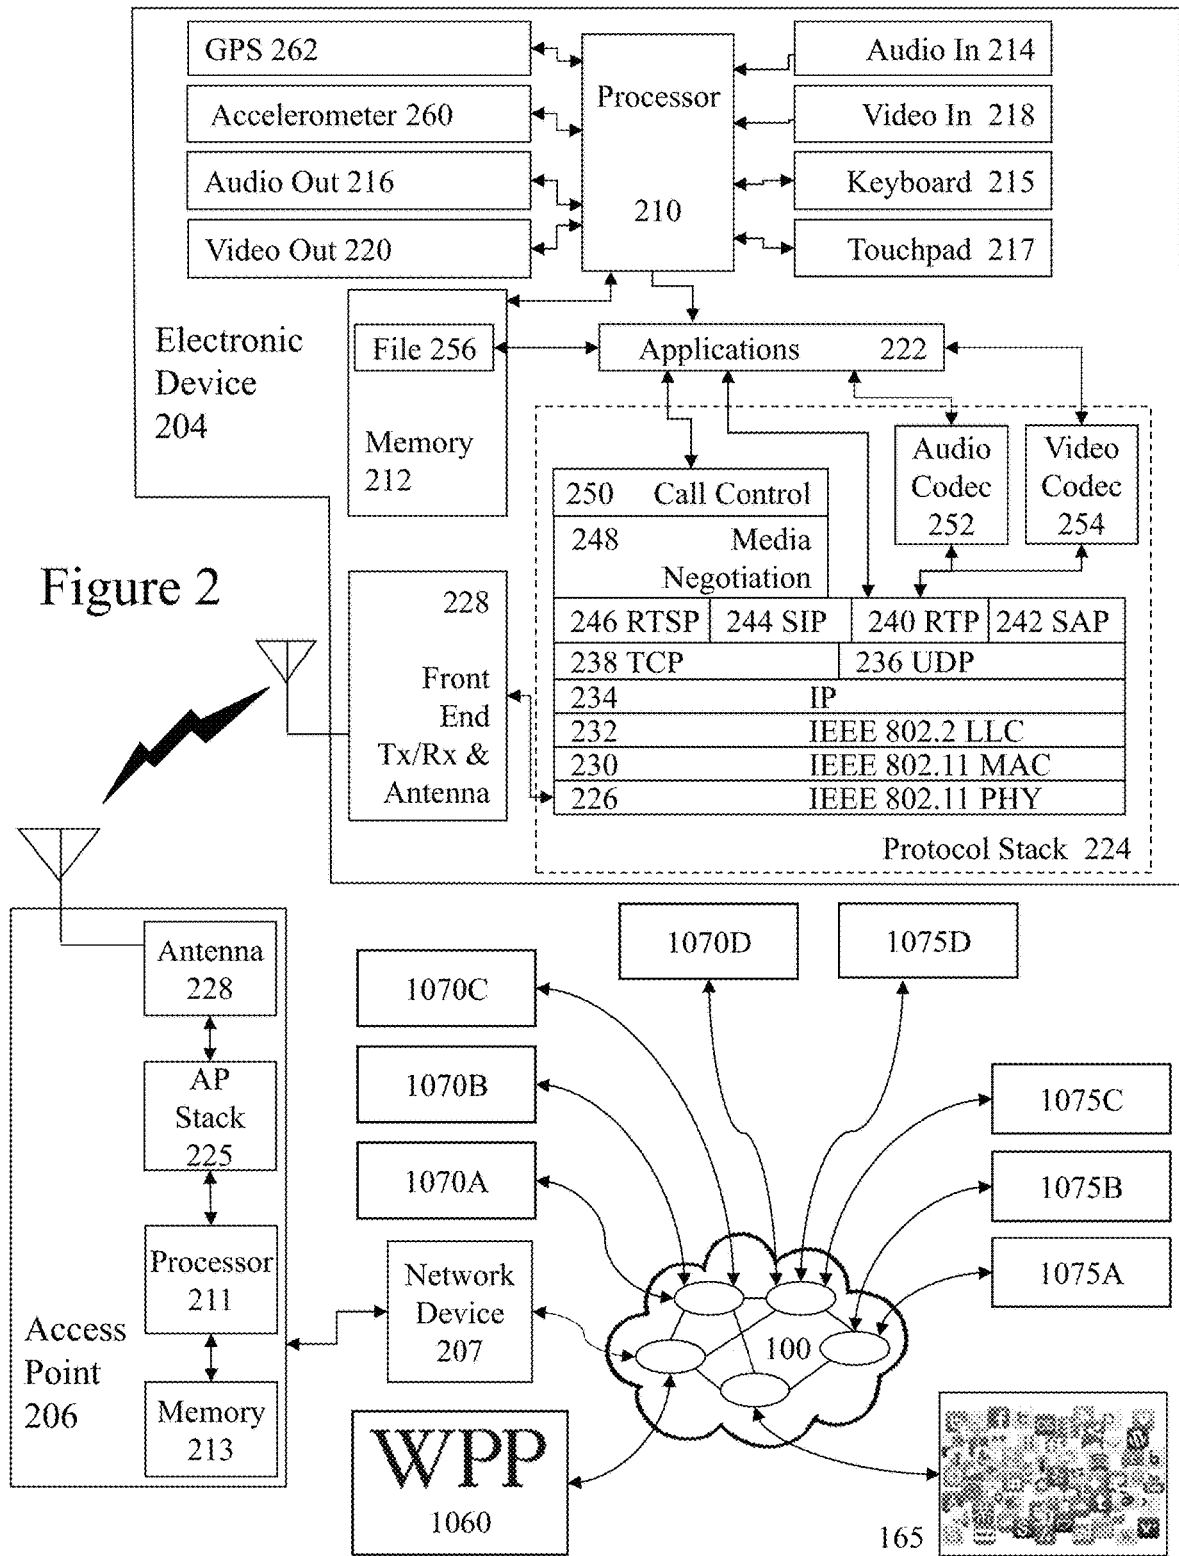 GPS 262
Accelerometer 260
Audio Out 216
Video Out 220
Processor
210
Audio In 214
Video In 218
Keyboard 215
Touchpad 217
Electronic
Device
204
File 256
Memory
212
Applications 222
Audio
Codec
252
Video
Codec
254
250 Call Control
248 Media
Negotiation
246 RTSP
244 SIP
240 RTP
242 SAP
238 TCP
236 UDP
234 IP
232 IEEE 802.2 LLC
230 IEEE 802.11 MAC
226 IEEE 802.11 PHY
Protocol Stack 224
Figure 2
228
Front
End
Tx/Rx &
Antenna
Antenna
228
AP
Stack
225
Processor
211
Memory
213
Access
Point
206
1070D
1075D
1070C
1070B
1070A
1075C
1075B
1075A
Network
Device
207
100
WPP
1060
165